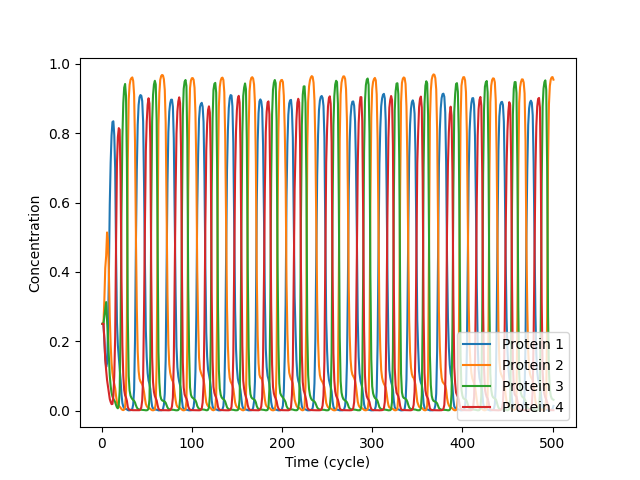 1.0
0.8
0.6
0.4
0.2
0.0
Concentration
0 100 200 300 400 500
Time (cycle)
Protein 1
Protein 2
Protein 3
Protein 4